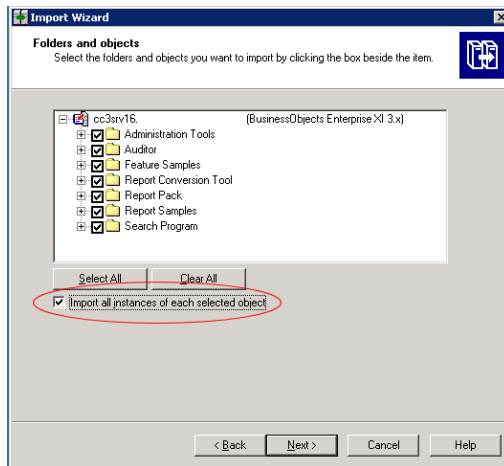 Import Wizard
Folders and objects
Select the folders and objects you want to import by clicking the box beside the item.
cc3srv16. (BusinessObjects Enterprise XI 3.x)
Administration Tools
Auditor
Feature Samples
Report Conversion Tool
Report Pack
Report Samples
Search Program
Select All Clear All
Import all instances of each selected object
< Back Next > Cancel Help